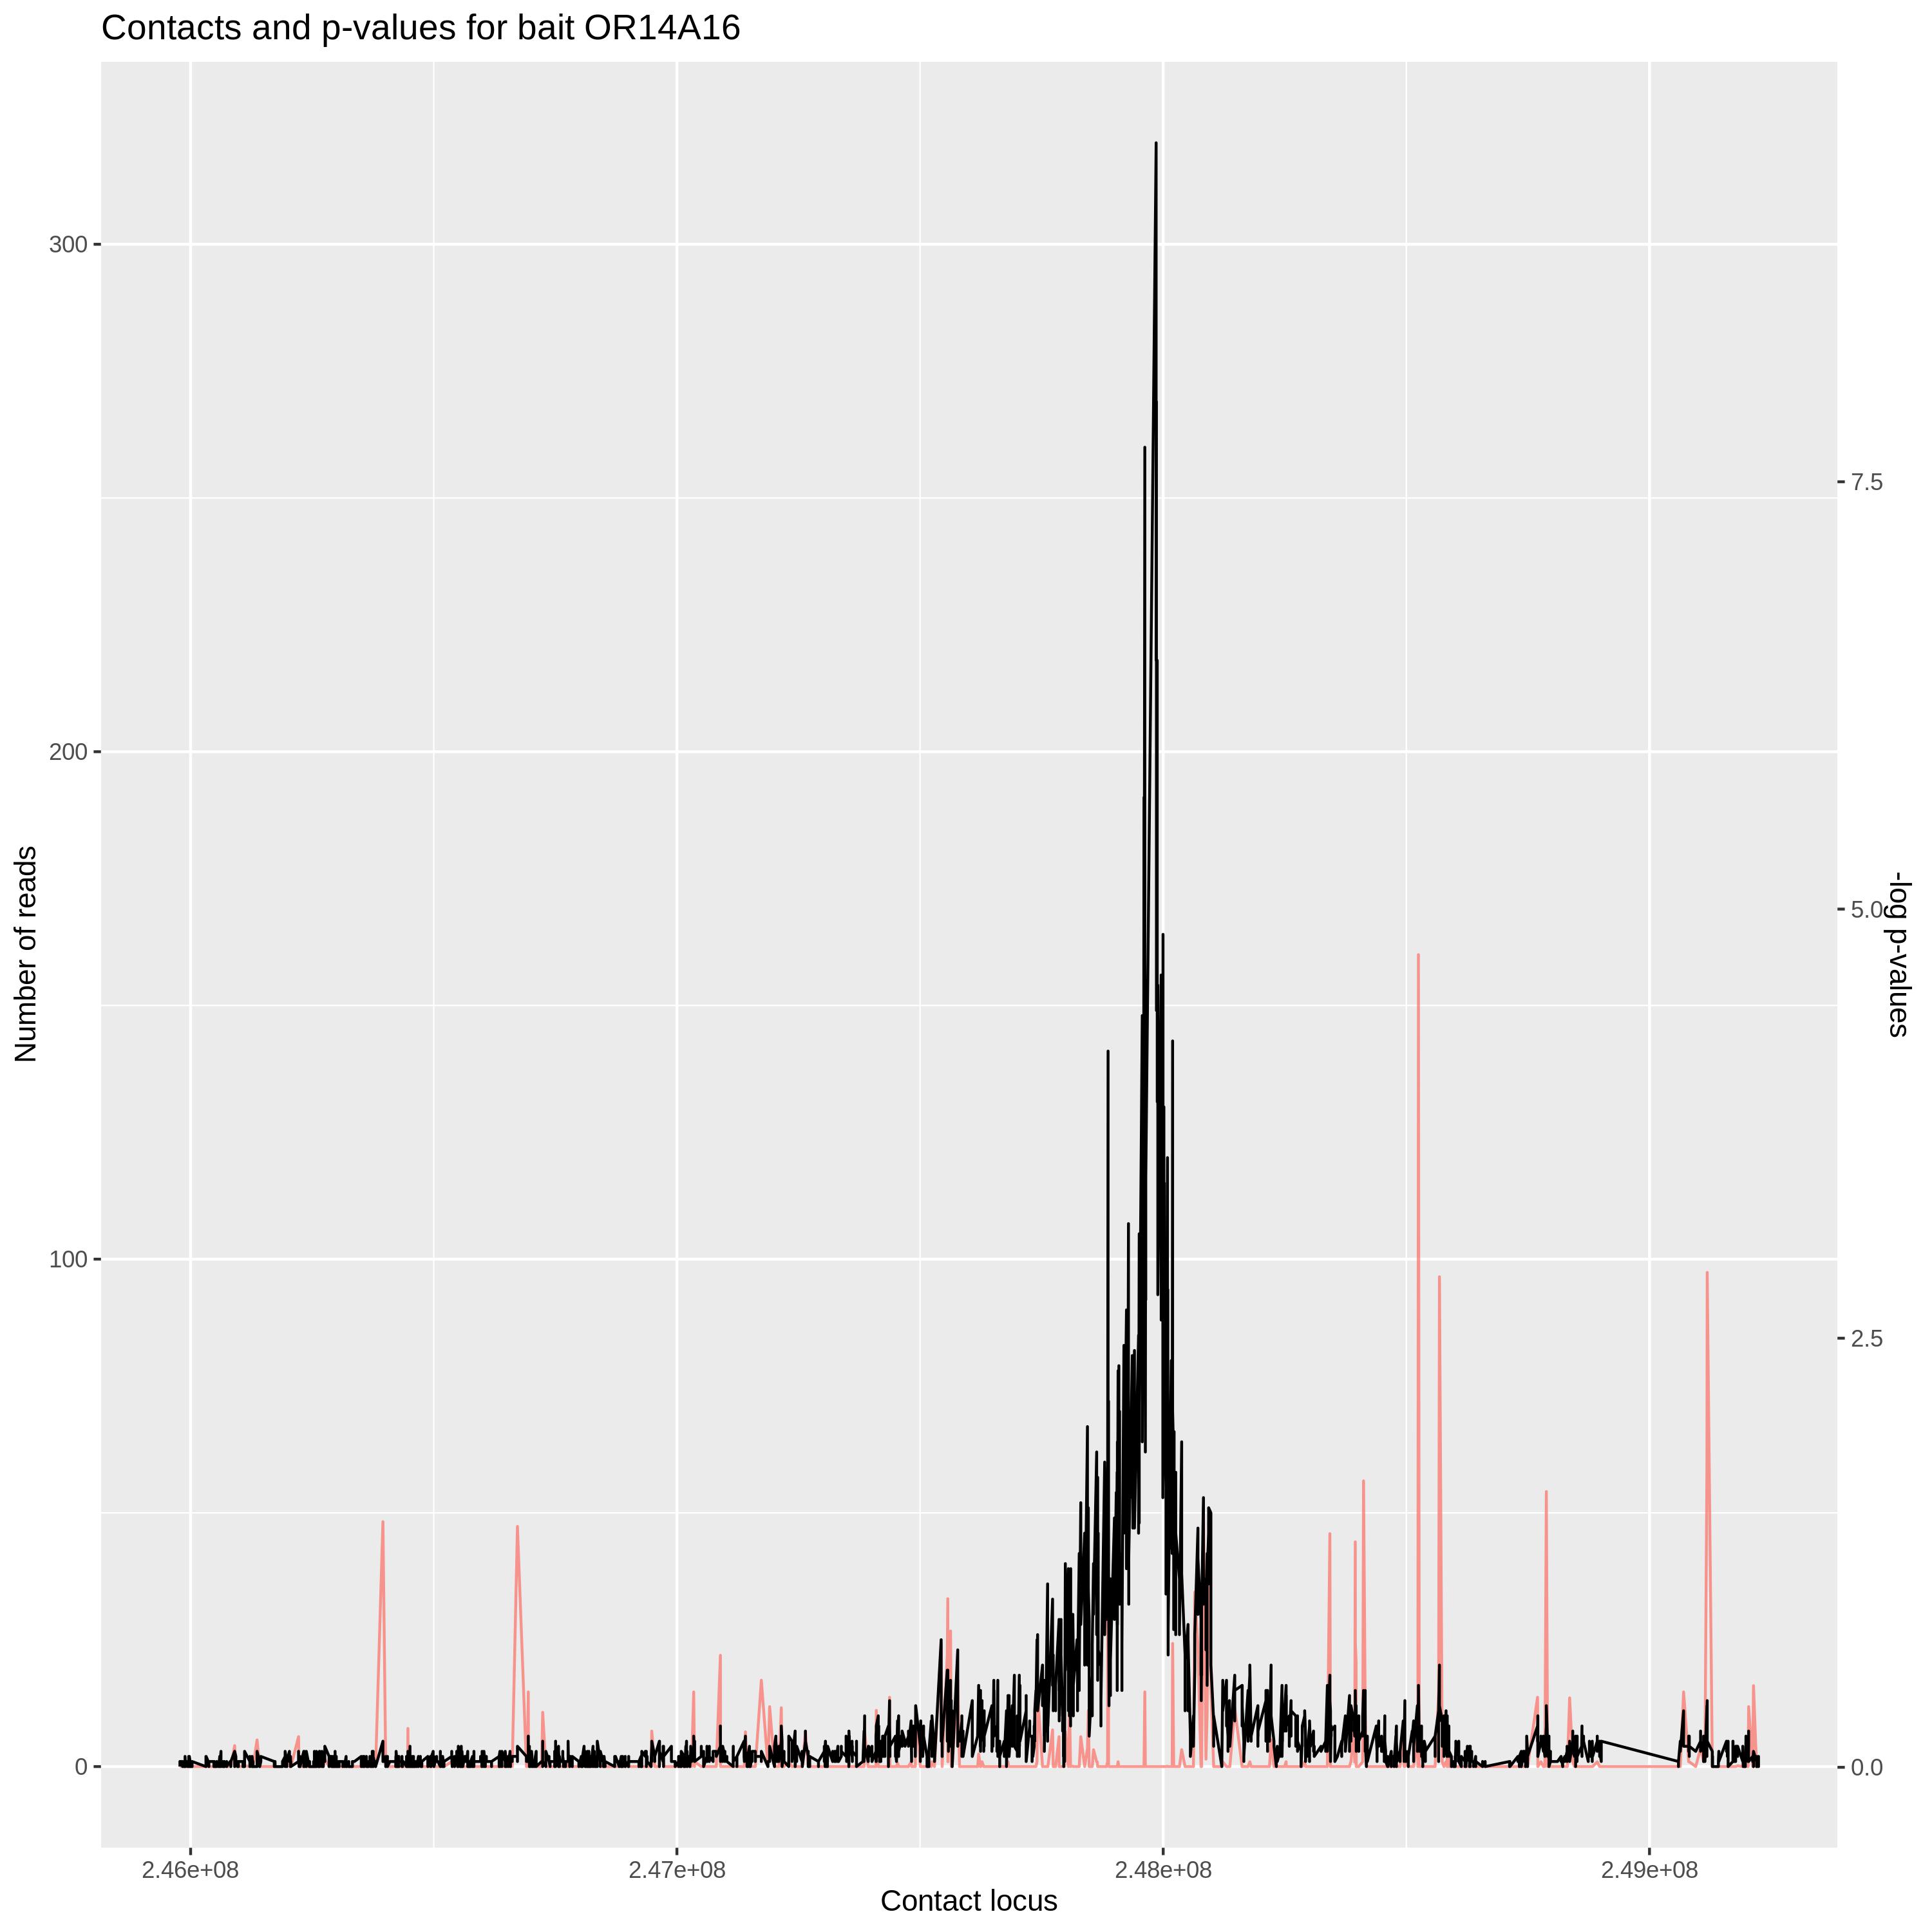 Contacts and p-values for bait OR14A16
300
200
100
0
Number of reads
7.5
5.0
2.5
0.0
-log p-values
2.46e+08
2.47e+08
2.48e+08
2.49e+08
Contact locus